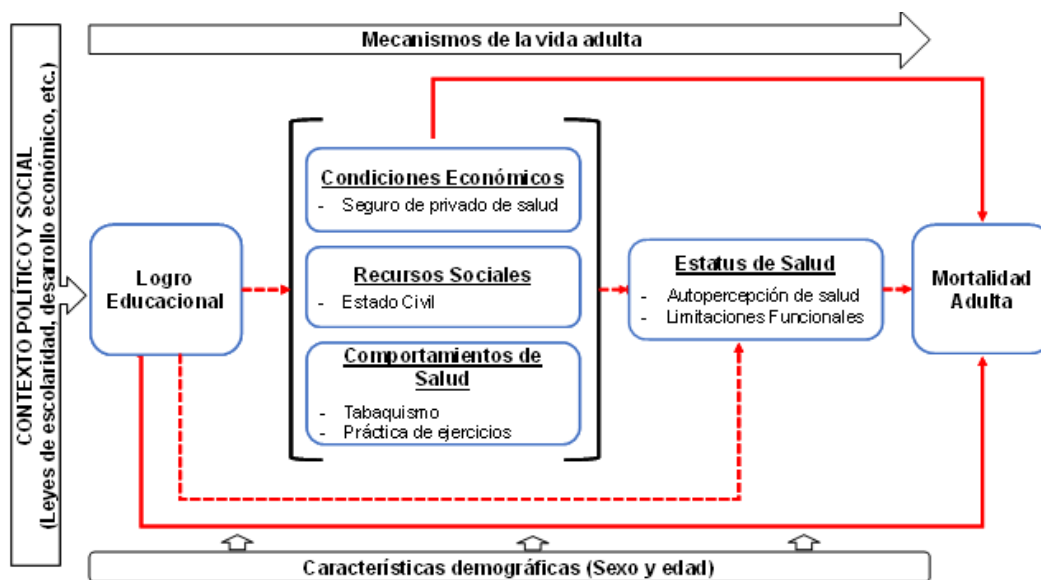 CONTEXTO POLÍTICO Y SOCIAL
(Leyes de escolaridad, desarrollo económico, etc.)
Mecanismos de la vida adulta
Logro
Educacional
Condiciones Económicos
- Seguro de privado de salud
Recursos Sociales
- Estado Civil
Comportamientos de
Salud
- Tabaquismo
- Práctica de ejercicios
Estatus de Salud
- Autopercepción de salud
- Limitaciones Funcionales
Mortalidad
Adulta
Características demográficas (Sexo y edad)